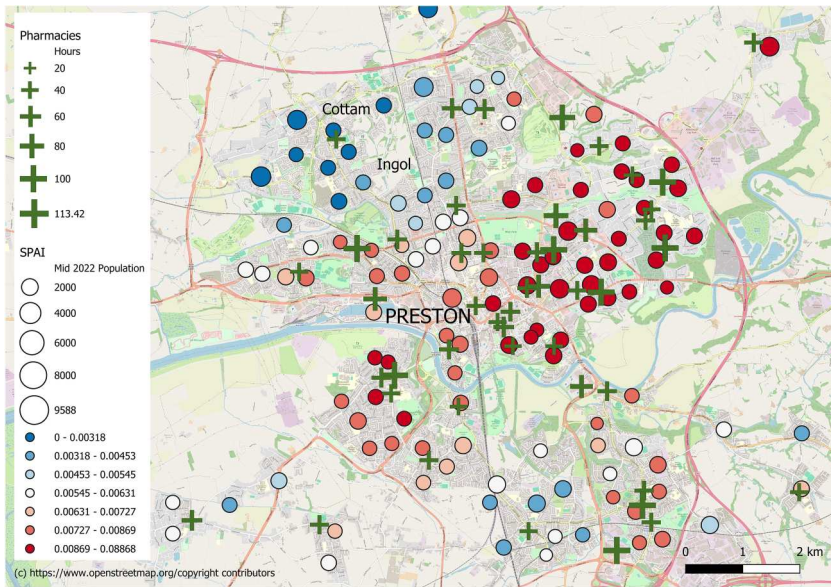 Pharmacies
Hours
20
40
60
80
100
113.42
SPAI
Mid 2022 Population
2000
4000
6000
8000
9588
0 - 0.00318
0.00318 - 0.00453
0.00453 - 0.00545
0.00545 - 0.00631
0.00631 - 0.00727
0.00727 - 0.00869
0.00869 - 0.08868
Cottam
Ingol
PRESTON
0 1 2 km
(c) https://www.openstreetmap.org/copyright contributors